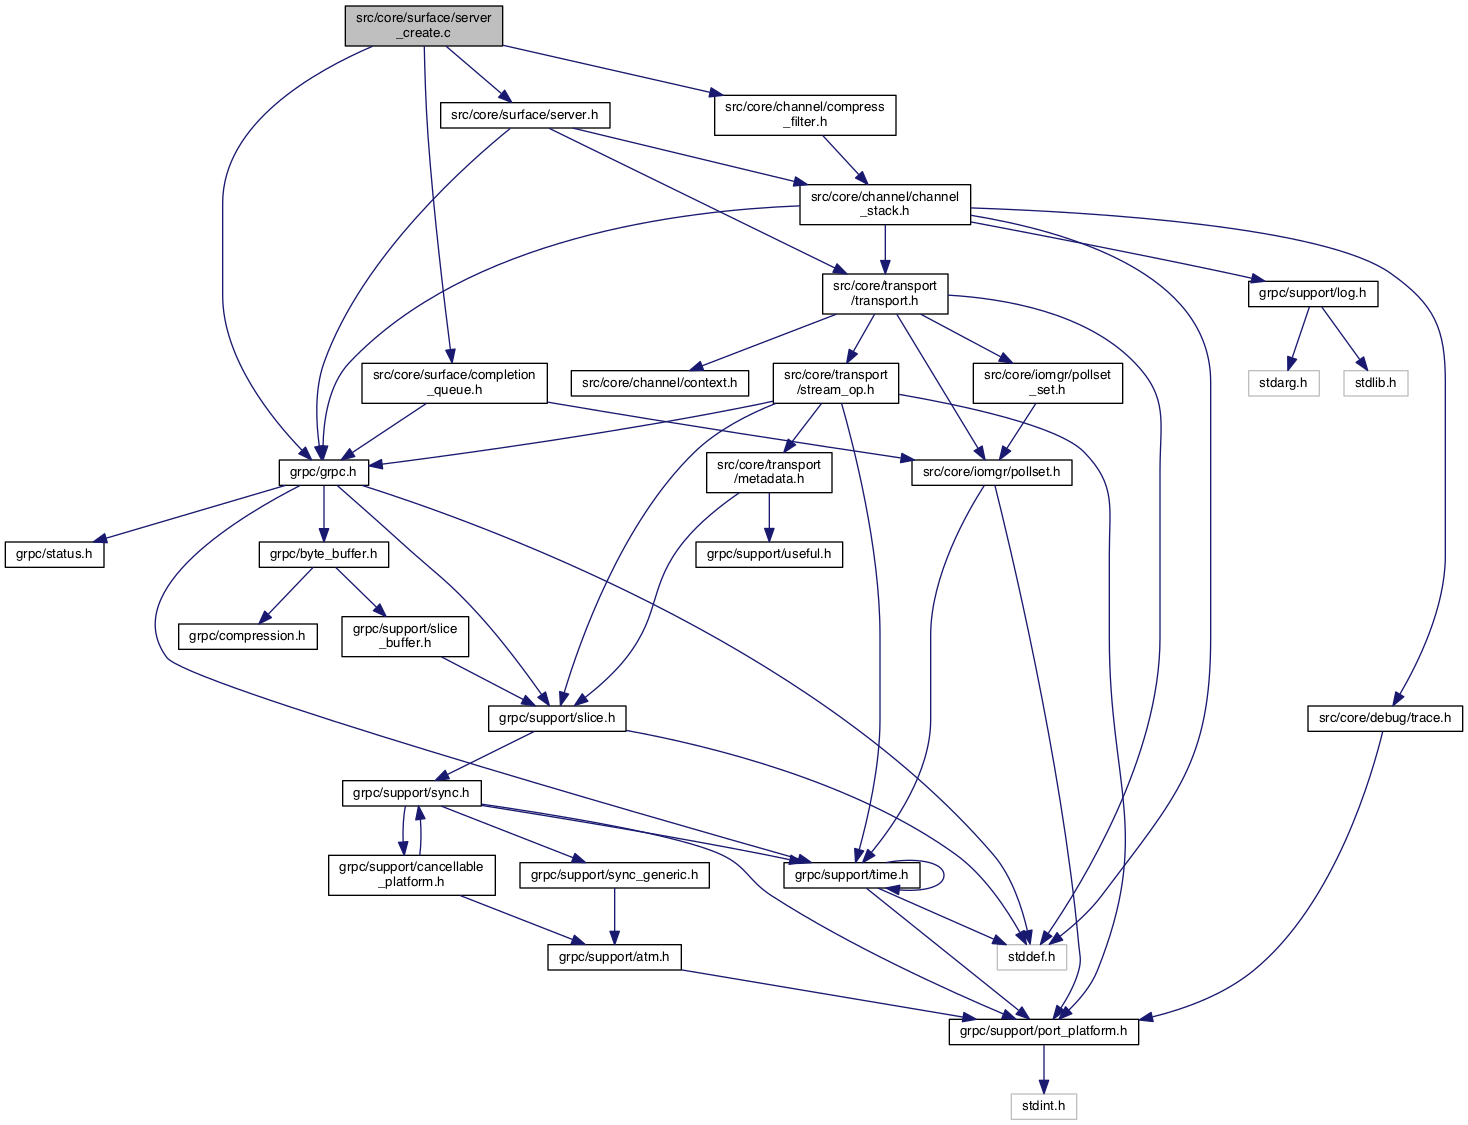 src/core/surface/server
_create.c
src/core/surface/server.h
src/core/channel/compress
_filter.h
src/core/channel/channel
_stack.h
src/core/transport
/transport.h
grpc/support/log.h
src/core/surface/completion
_queue.h
src/core/channel/context.h
src/core/transport
/stream_op.h
src/core/iomgr/pollset
_set.h
stdarg.h
stdlib.h
grpc/grpc.h
src/core/transport
/metadata.h
src/core/iomgr/pollset.h
grpc/status.h
grpc/byte_buffer.h
grpc/support/useful.h
grpc/compression.h
grpc/support/slice
_buffer.h
grpc/support/slice.h
src/core/debug/trace.h
grpc/support/sync.h
grpc/support/cancellable
_platform.h
grpc/support/sync_generic.h
grpc/support/time.h
grpc/support/atm.h
stddef.h
grpc/support/port_platform.h
stdint.h